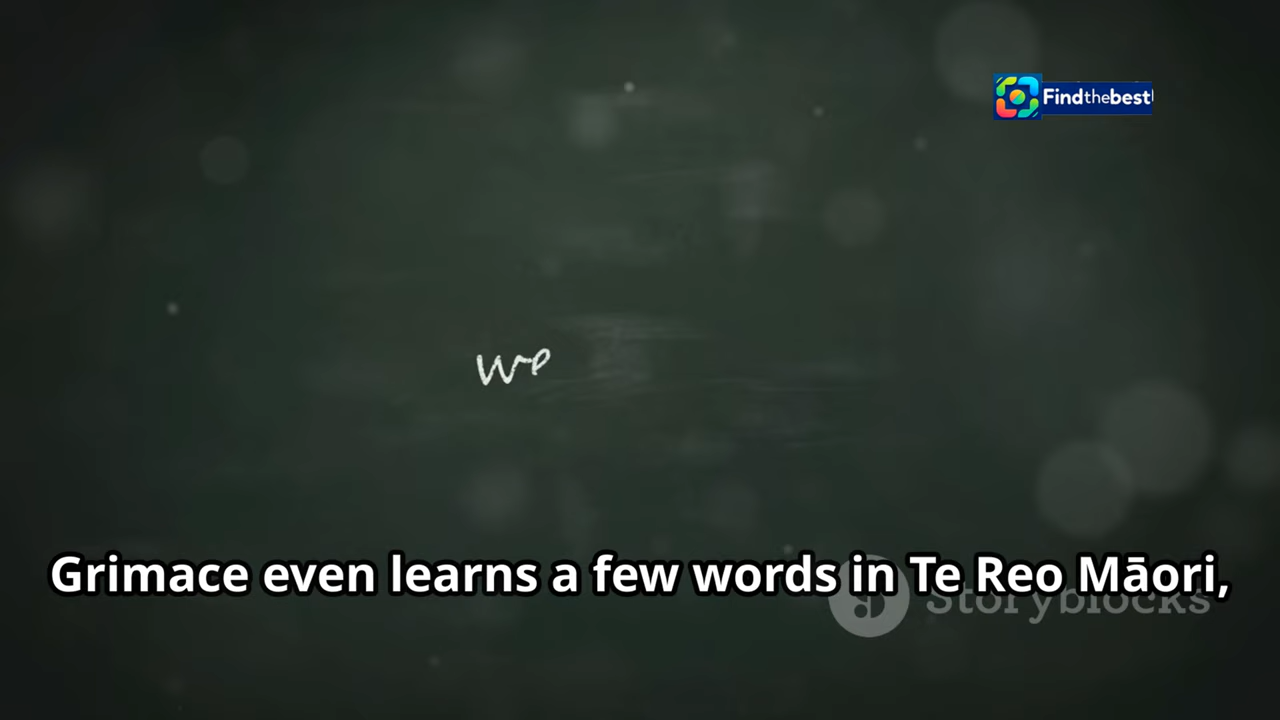 Findthebest
we
Grimace even learns a few words in Te Reo Māori,
Storyblocks